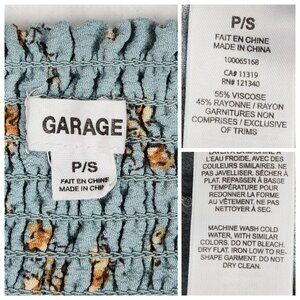 GARAGE
P/S
FAIT EN CHINE
MADE IN CHINA
P/S
FAIT EN CHINE
MADE IN CHINA
100065168
CA# 11319
RN# 121340
55% VISCOSE
45% RAYONNE / RAYON
GARNITURES NON
COMPRISES / EXCLUSIVE
OF TRIMS
L'EAU FROIDE, AVEC DES
COULEURS SIMILAIRES. NE
PAS JAVELLISER. SÉCHER À
PLAT. REPASSER À BASSE
TEMPÉRATURE POUR
REDONNER LA FORME
AU VÊTEMENT. NE PAS
NETTOYER À SEC.
MACHINE WASH COLD
WATER, WITH SIMILAR
COLORS. DO NOT BLEACH.
DRY FLAT. IRON LOW TO RE-
SHAPE GARMENT. DO NOT
DRY CLEAN.